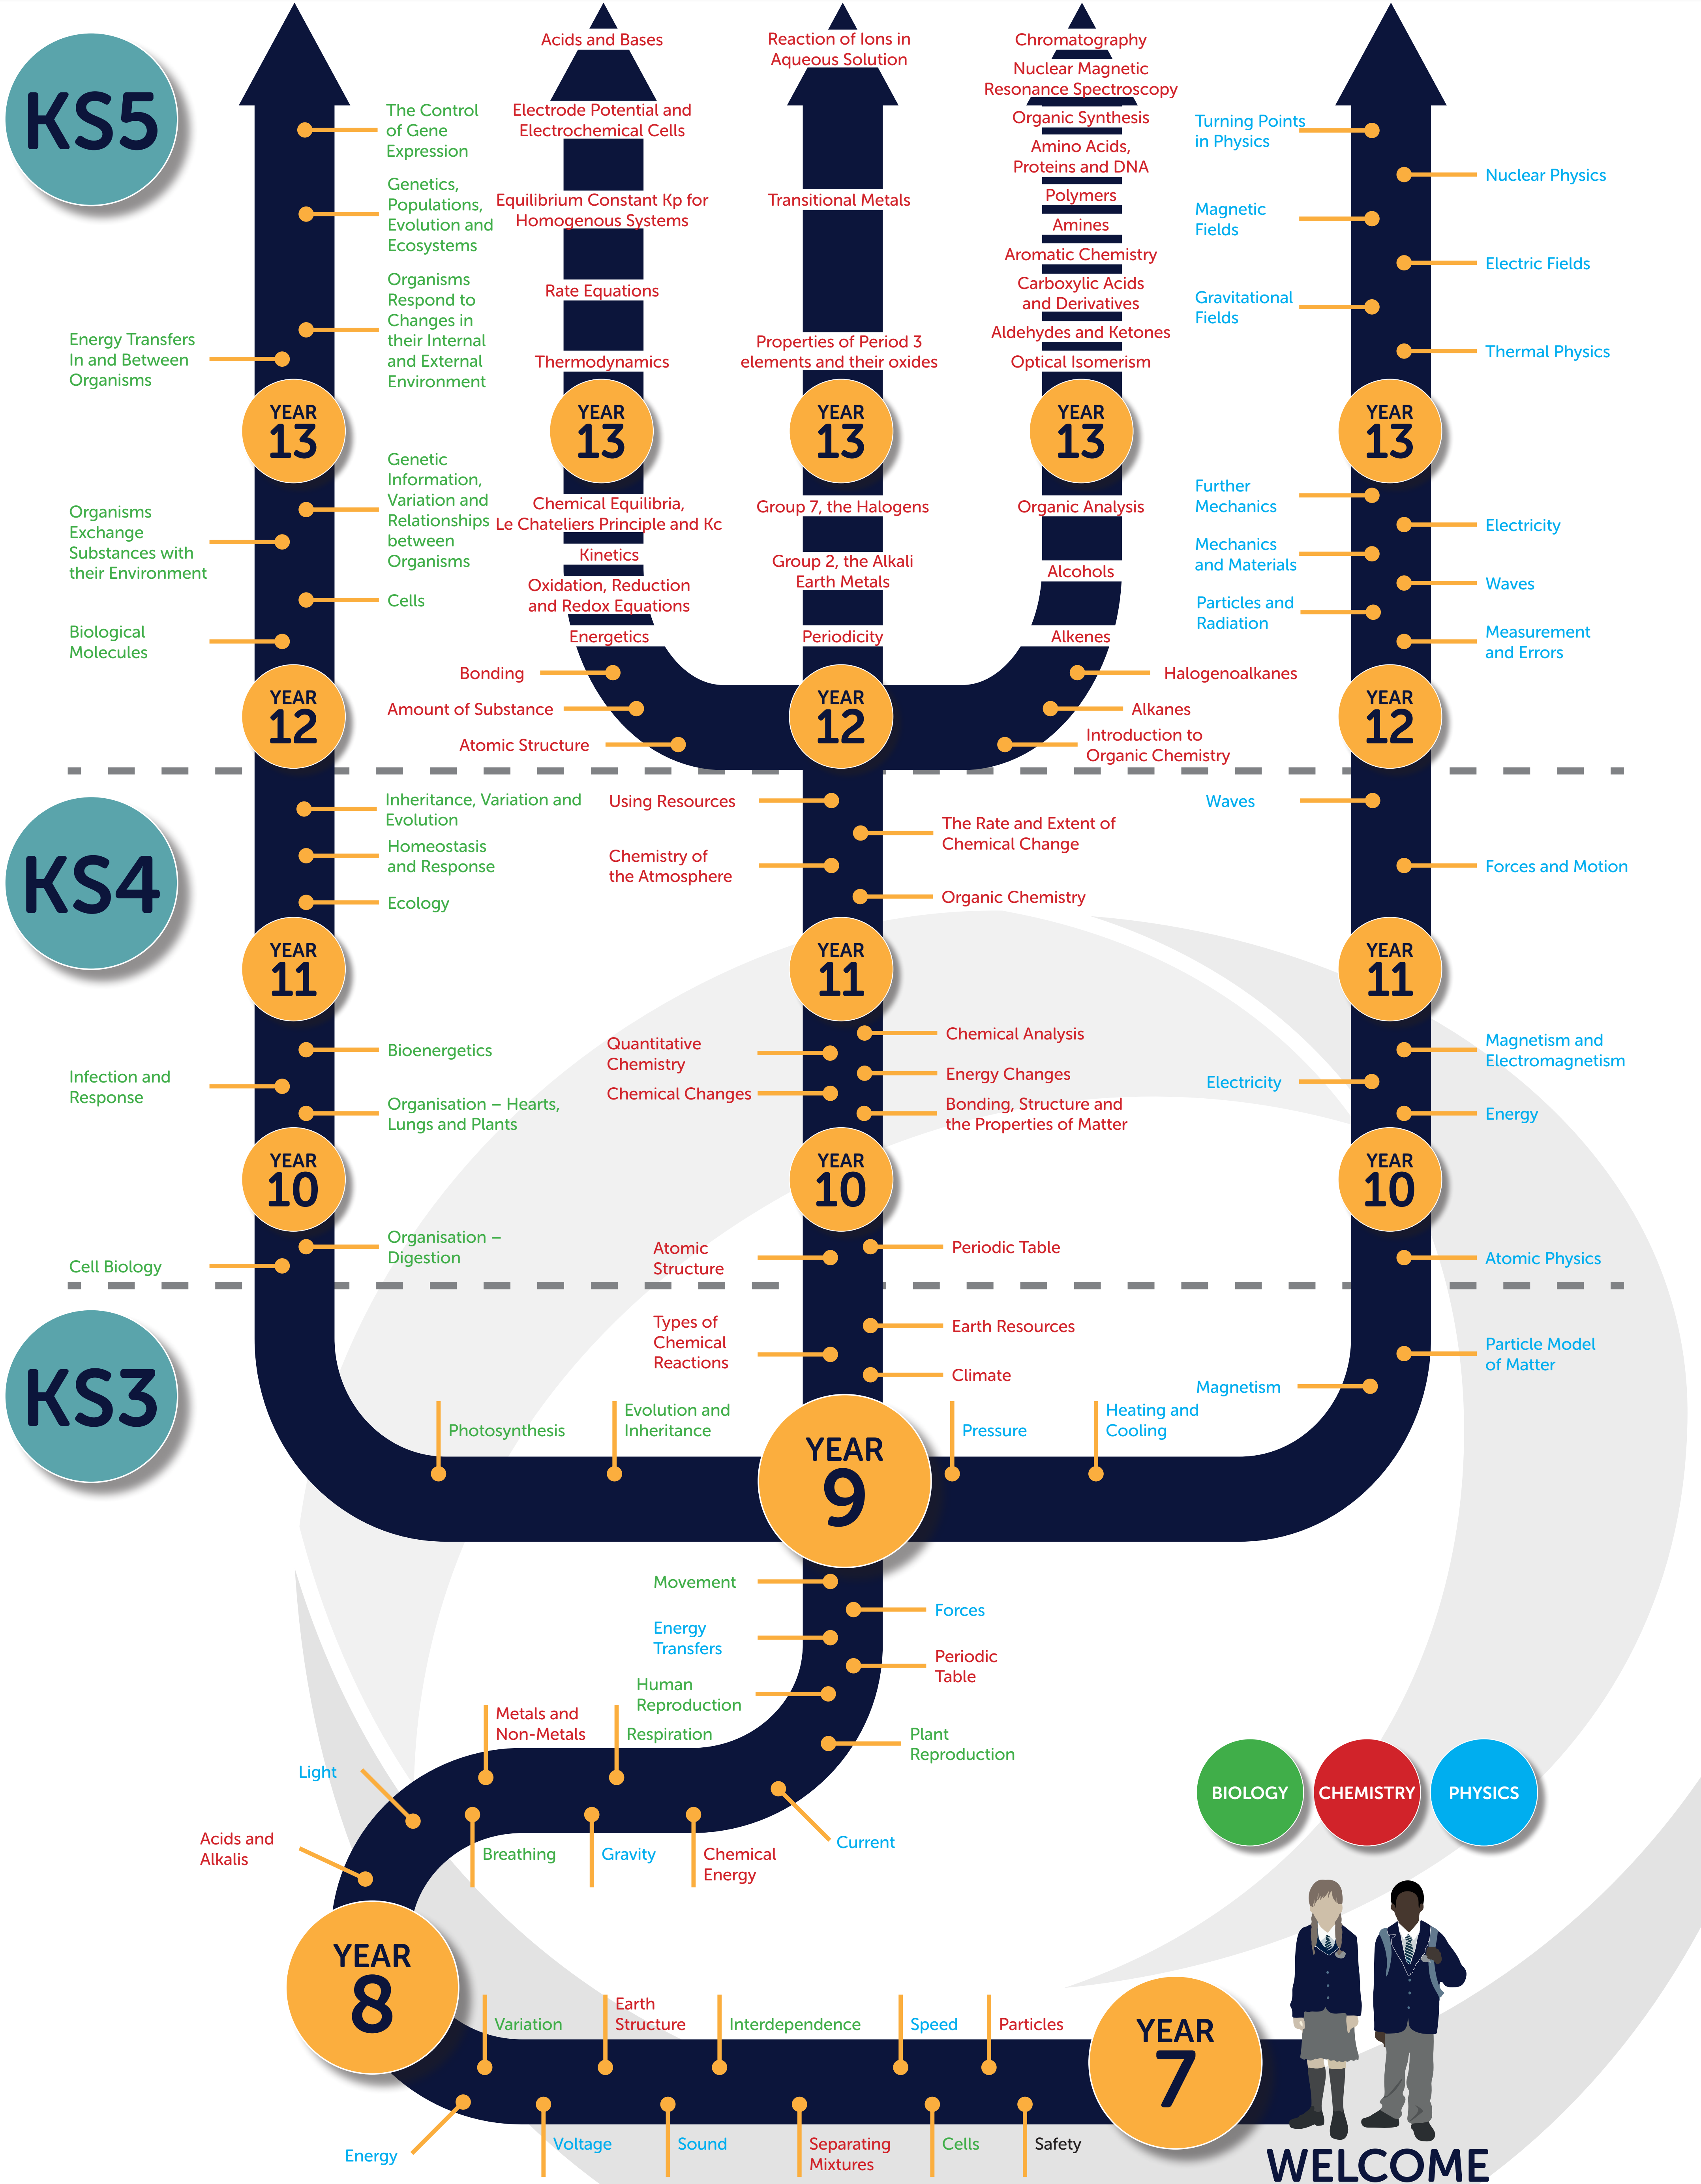 KS5
Acids and Bases
Reaction of Ions in
Aqueous Solution
Chromatography
Nuclear Magnetic
Resonance Spectroscopy
The Control
of Gene
Expression
Electrode Potential and
Electrochemical Cells
Organic Synthesis
Turning Points
in Physics
Amino Acids,
Proteins and DNA
Nuclear Physics
Genetics,
Populations,
Evolution and
Ecosystems
Equilibrium Constant Kp for
Homogenous Systems
Transitional Metals
Polymers
Magnetic
Fields
Amines
Aromatic Chemistry
Electric Fields
Organisms
Respond to
Changes in
their Internal
and External
Environment
Rate Equations
Carboxylic Acids
and Derivatives
Gravitational
Fields
Energy Transfers
In and Between
Organisms
Thermodynamics
Properties of Period 3
elements and their oxides
Aldehydes and Ketones
Optical Isomerism
Thermal Physics
YEAR
13
YEAR
13
YEAR
13
YEAR
13
YEAR
13
Genetic
Information,
Variation and
Relationships
between
Organisms
Chemical Equilibria,
Le Chateliers Principle and Kc
Group 7, the Halogens
Organic Analysis
Further
Mechanics
Organisms
Exchange
Substances with
their Environment
Electricity
Kinetics
Group 2, the Alkali
Earth Metals
Alcohols
Mechanics
and Materials
Waves
Cells
Oxidation, Reduction
and Redox Equations
Particles and
Radiation
Biological
Molecules
Energetics
Periodicity
Alkenes
Measurement
and Errors
Bonding
Halogenoalkanes
Amount of Substance
Alkanes
Atomic Structure
Introduction to
Organic Chemistry
YEAR
12
YEAR
12
YEAR
12
KS4
Inheritance, Variation and
Evolution
Using Resources
Waves
The Rate and Extent of
Chemical Change
Homeostasis
and Response
Chemistry of
the Atmosphere
Forces and Motion
Ecology
Organic Chemistry
YEAR
11
YEAR
11
YEAR
11
Bioenergetics
Quantitative
Chemistry
Chemical Analysis
Magnetism and
Electromagnetism
Infection and
Response
Chemical Changes
Energy Changes
Electricity
Organisation – Hearts,
Lungs and Plants
Bonding, Structure and
the Properties of Matter
Energy
YEAR
10
YEAR
10
YEAR
10
Cell Biology
Organisation –
Digestion
Atomic
Structure
Periodic Table
Atomic Physics
KS3
Types of
Chemical
Reactions
Earth Resources
Climate
Particle Model
of Matter
Magnetism
Photosynthesis
Evolution and
Inheritance
Pressure
Heating and
Cooling
YEAR
9
Movement
Forces
Energy
Transfers
Periodic
Table
Human
Reproduction
Metals and
Non-Metals
Respiration
Plant
Reproduction
Light
Current
Acids and
Alkalis
Breathing
Gravity
Chemical
Energy
BIOLOGY
CHEMISTRY
PHYSICS
YEAR
8
Variation
Earth
Structure
Interdependence
Speed
Particles
YEAR
7
Energy
Voltage
Sound
Separating
Mixtures
Cells
Safety
WELCOME